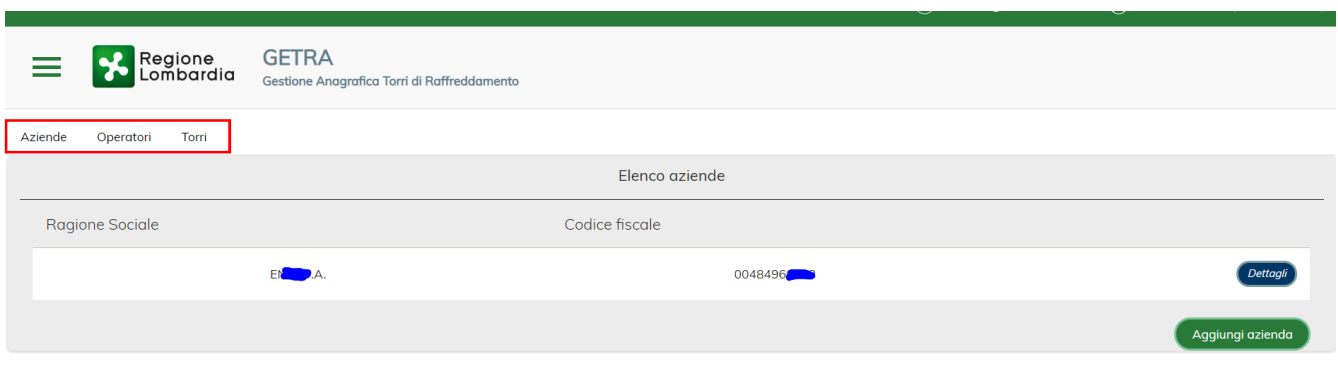 Regione
Lombardia
GETRA
Gestione Anagrafica Torri di Raffreddamento
Aziende Operatori Torri
Elenco aziende
Ragione Sociale Codice fiscale
.A. 0048496 Dettagli
Aggiungi azienda